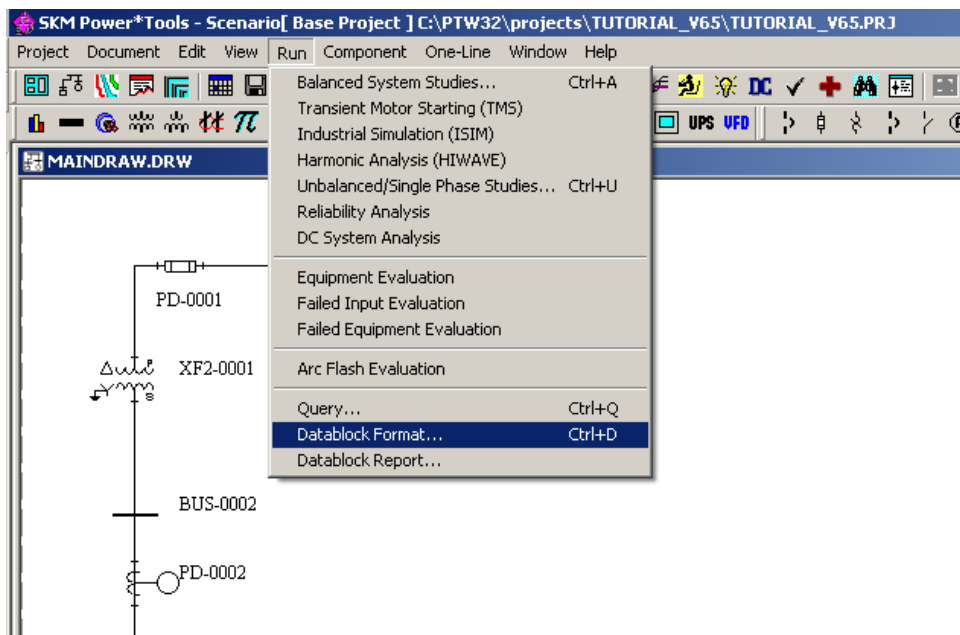 SKM Power*Tools - Scenario[ Base Project ] C:\PTW32\projects\TUTORIAL_V65\TUTORIAL_V65.PRJ
Project Document Edit View Run Component One-Line Window Help
Balanced System Studies... Ctrl+A
DC
Transient Motor Starting (TMS)
UPS VFD
Industrial Simulation (ISIM)
MAINDRAW.DRW
Harmonic Analysis (HIWAVE)
Unbalanced/Single Phase Studies... Ctrl+U
Reliability Analysis
DC System Analysis
Equipment Evaluation
PD-0001
Failed Input Evaluation
Failed Equipment Evaluation
XF2-0001
Arc Flash Evaluation
Query... Ctrl+Q
Datablock Format... Ctrl+D
Datablock Report...
BUS-0002
PD-0002